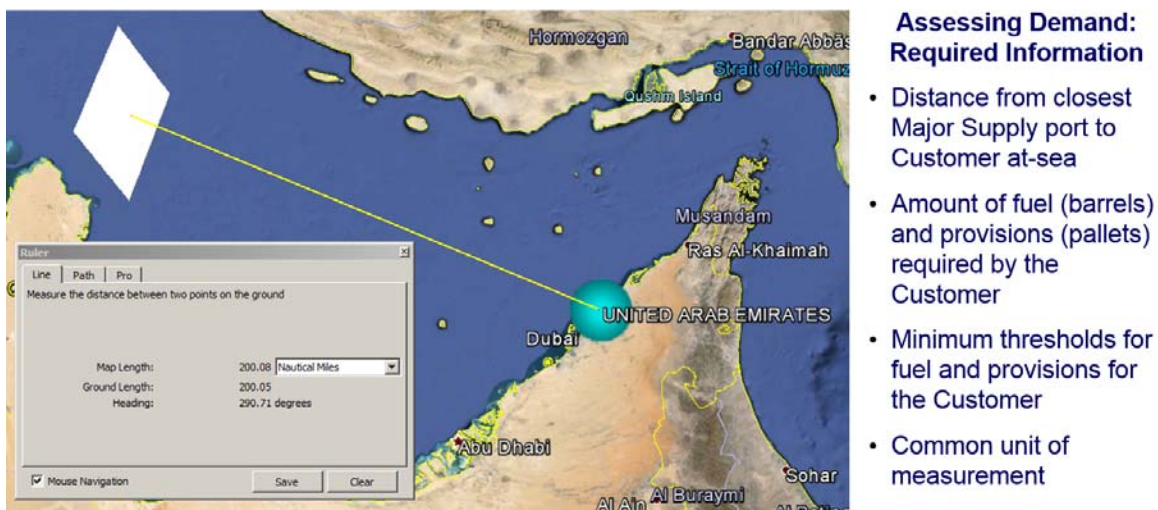 Hormozgan
Bandar Abbās
Strait of Hormuz
Qushm Island
Musandam
Ras Al-Khaimah
UNITED ARAB EMIRATES
Dubai
Abu Dhabi
Sohar
Al Buraymi
Al Ain
Ruler
Line Path Pro
Measure the distance between two points on the ground
Map Length: 200.08 Nautical Miles
Ground Length: 200.05
Heading: 290.71 degrees
Mouse Navigation Save Clear
Assessing Demand:
Required Information
• Distance from closest
Major Supply port to
Customer at-sea
• Amount of fuel (barrels)
and provisions (pallets)
required by the
Customer
• Minimum thresholds for
fuel and provisions for
the Customer
• Common unit of
measurement